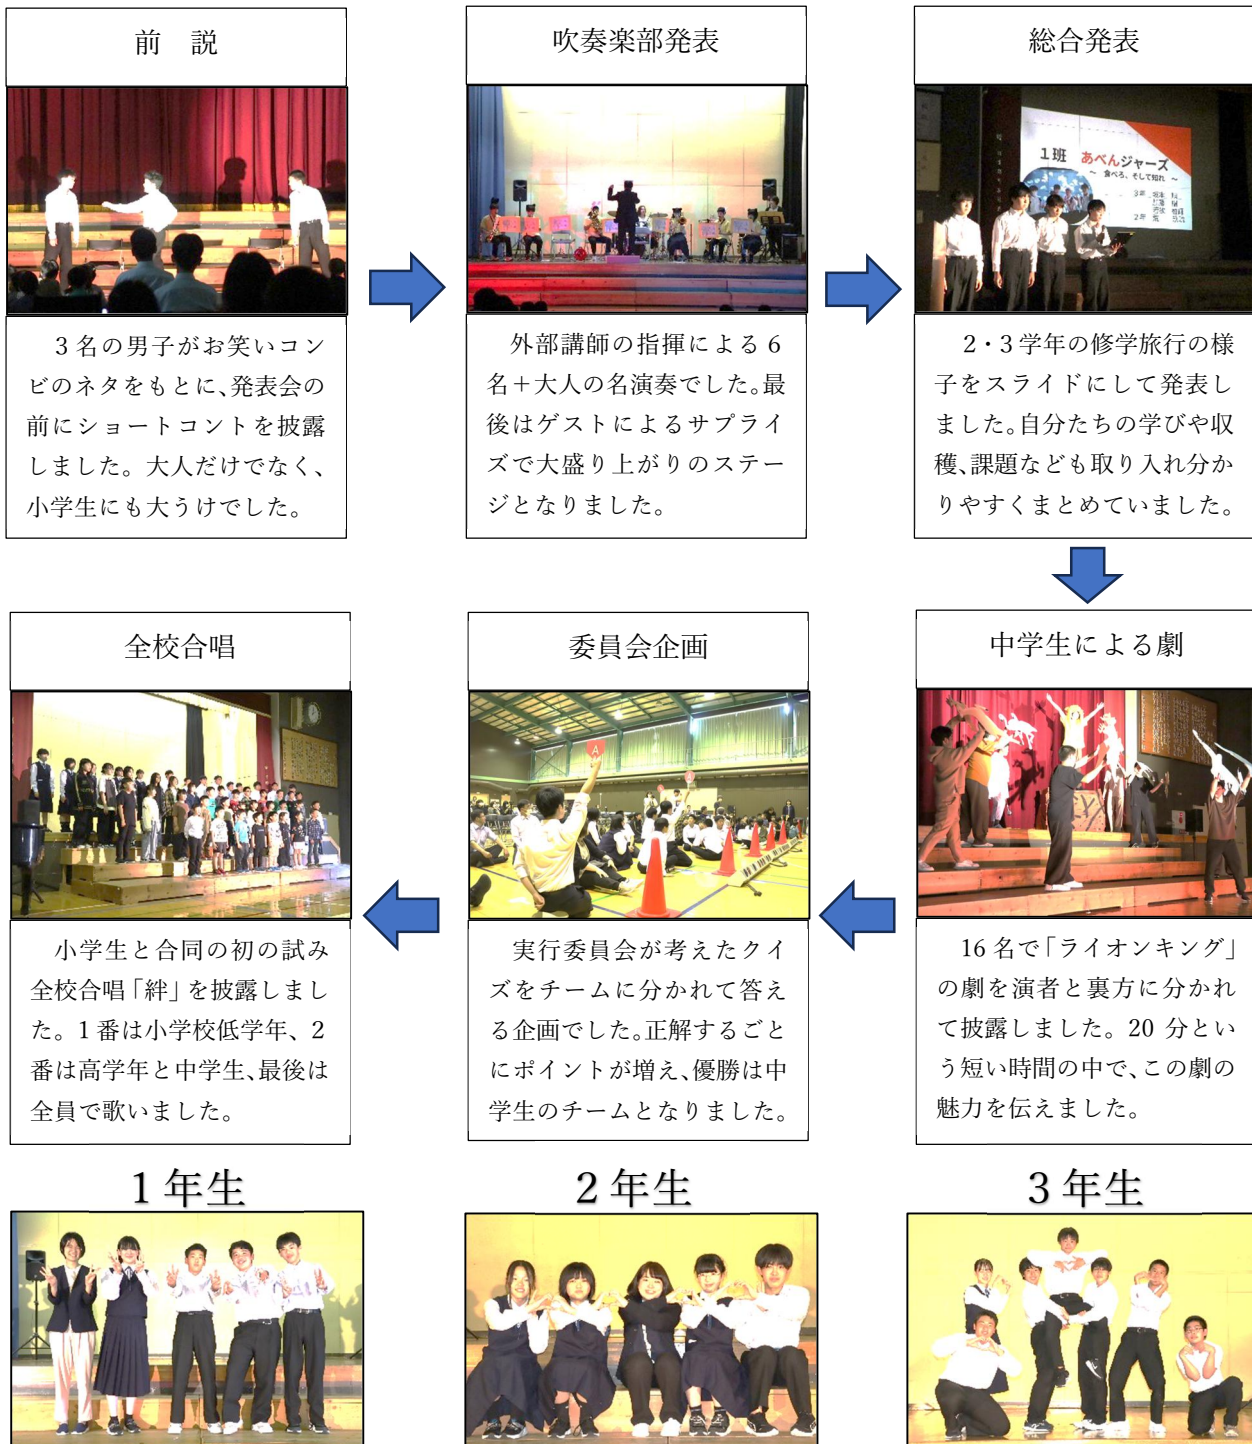 前　説
3名の男子がお笑いコン
ビのネタをもとに、発表会の
前にショートコントを披露
しました。大人だけでなく、
小学生にも大うけでした。
吹奏楽部発表
外部講師の指揮による6
名＋大人の名演奏でした。最
後はゲストによるサプライ
ズで大盛り上がりのステー
ジとなりました。
総合発表
1班　あべんジャーズ
～　食べろ、そして知れ　～
2・3学年の修学旅行の様
子をスライドにして発表し
ました。自分たちの学びや収
穫、課題なども取り入れ分か
りやすくまとめていました。
中学生による劇
16名で「ライオンキング」
の劇を演者と裏方に分かれ
て披露しました。20分とい
う短い時間の中で、この劇の
魅力を伝えました。
委員会企画
A
実行委員会が考えたクイ
ズをチームに分かれて答え
る企画でした。正解するごと
にポイントが増え、優勝は中
学生のチームとなりました。
全校合唱
小学生と合同の初の試み
全校合唱「絆」を披露しまし
た。1番は小学校低学年、2
番は高学年と中学生、最後は
全員で歌いました。
1年生
2年生
3年生